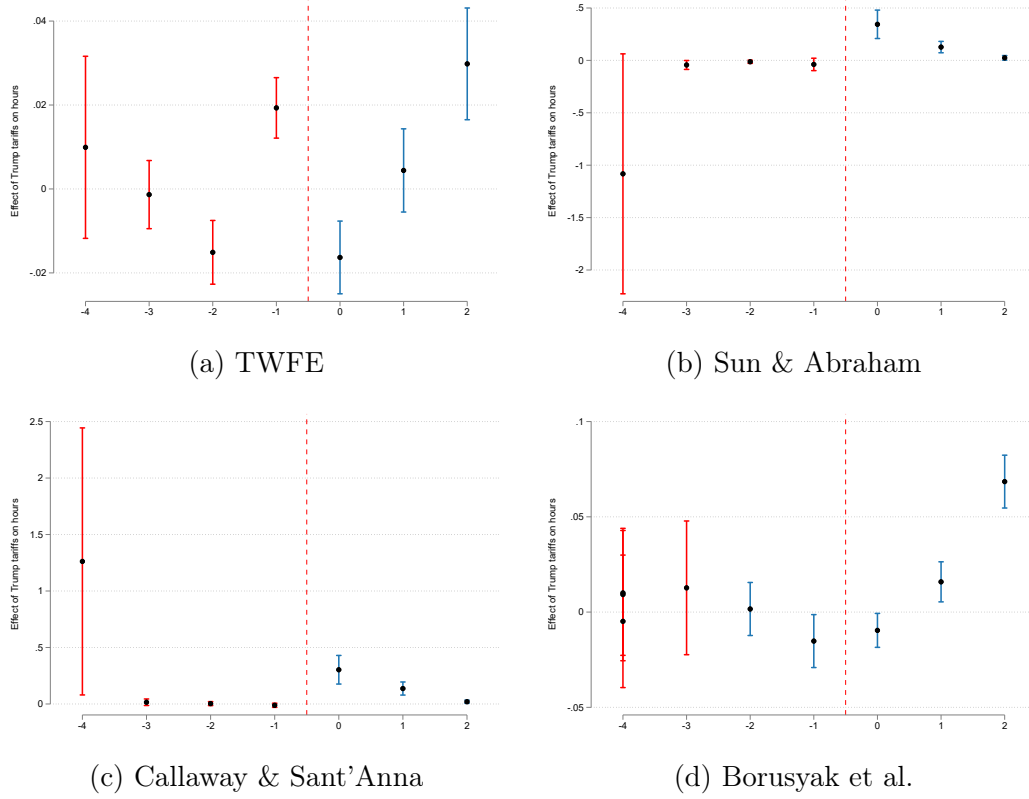 Effect of Trump tariffs on hours
.04
.02
0
-.02
-4 -3 -2 -1 0 1 2
(a) TWFE
Effect of Trump tariffs on hours
.5
0
-.5
-1
-1.5
-2
-4 -3 -2 -1 0 1 2
(b) Sun & Abraham
Effect of Trump tariffs on hours
2.5
2
1.5
1
.5
0
-4 -3 -2 -1 0 1 2
(c) Callaway & Sant'Anna
Effect of Trump tariffs on hours
.1
.05
0
-.05
-4 -3 -2 -1 0 1 2
(d) Borusyak et al.